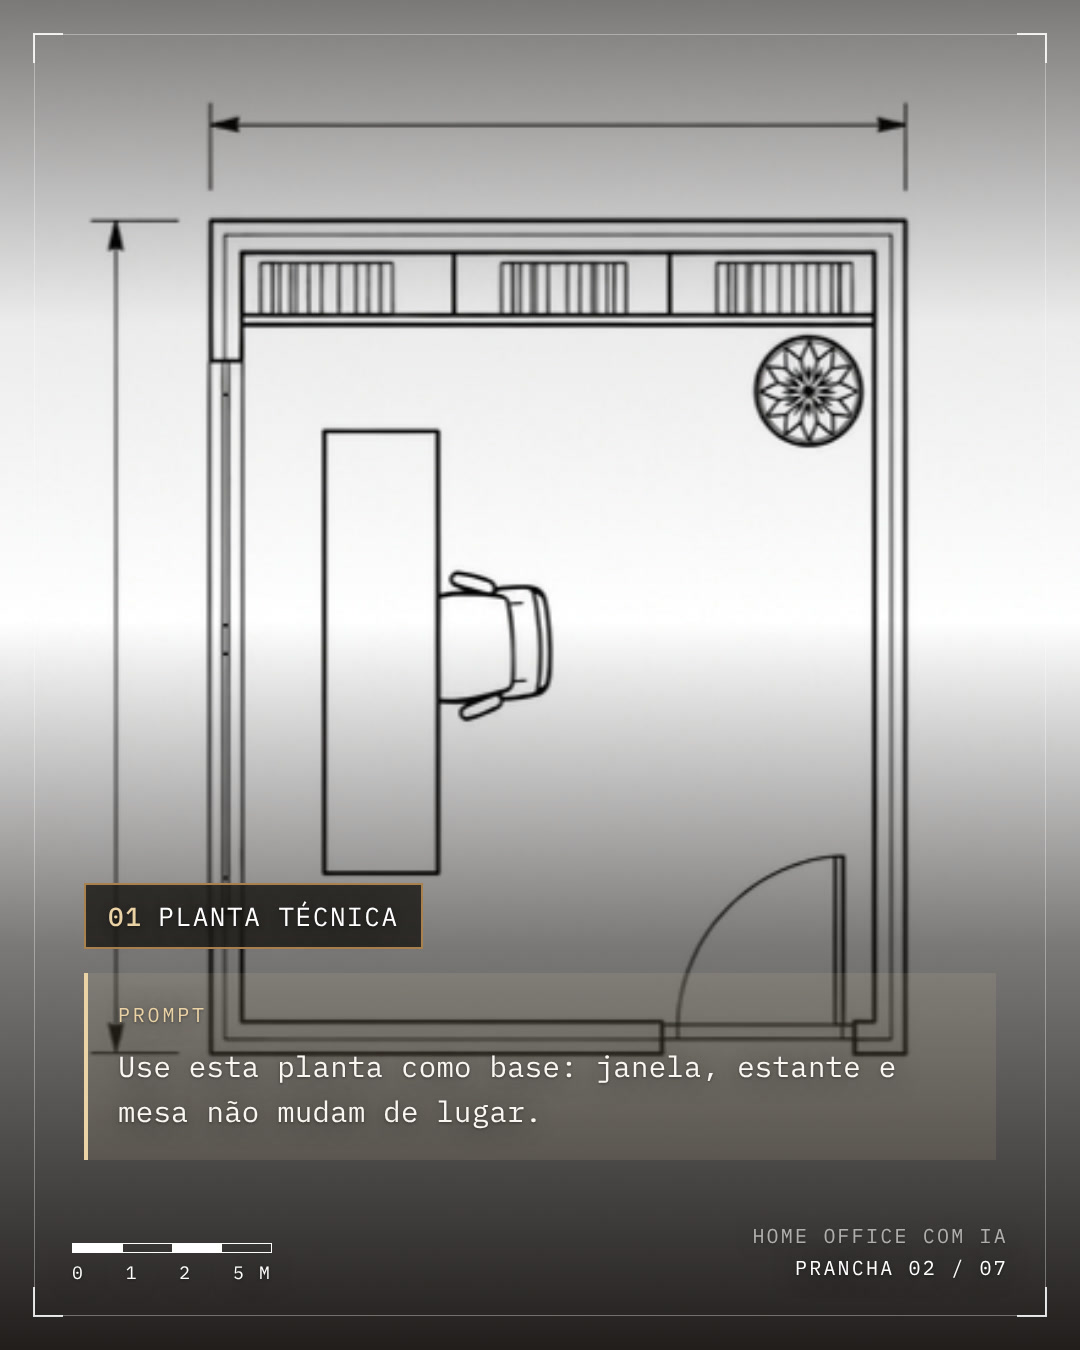 01 PLANTA TÉCNICA
PROMPT
Use esta planta como base: janela, estante e
mesa não mudam de lugar.
0 1 2 5 M
HOME OFFICE COM IA
PRANCHA 02 / 07